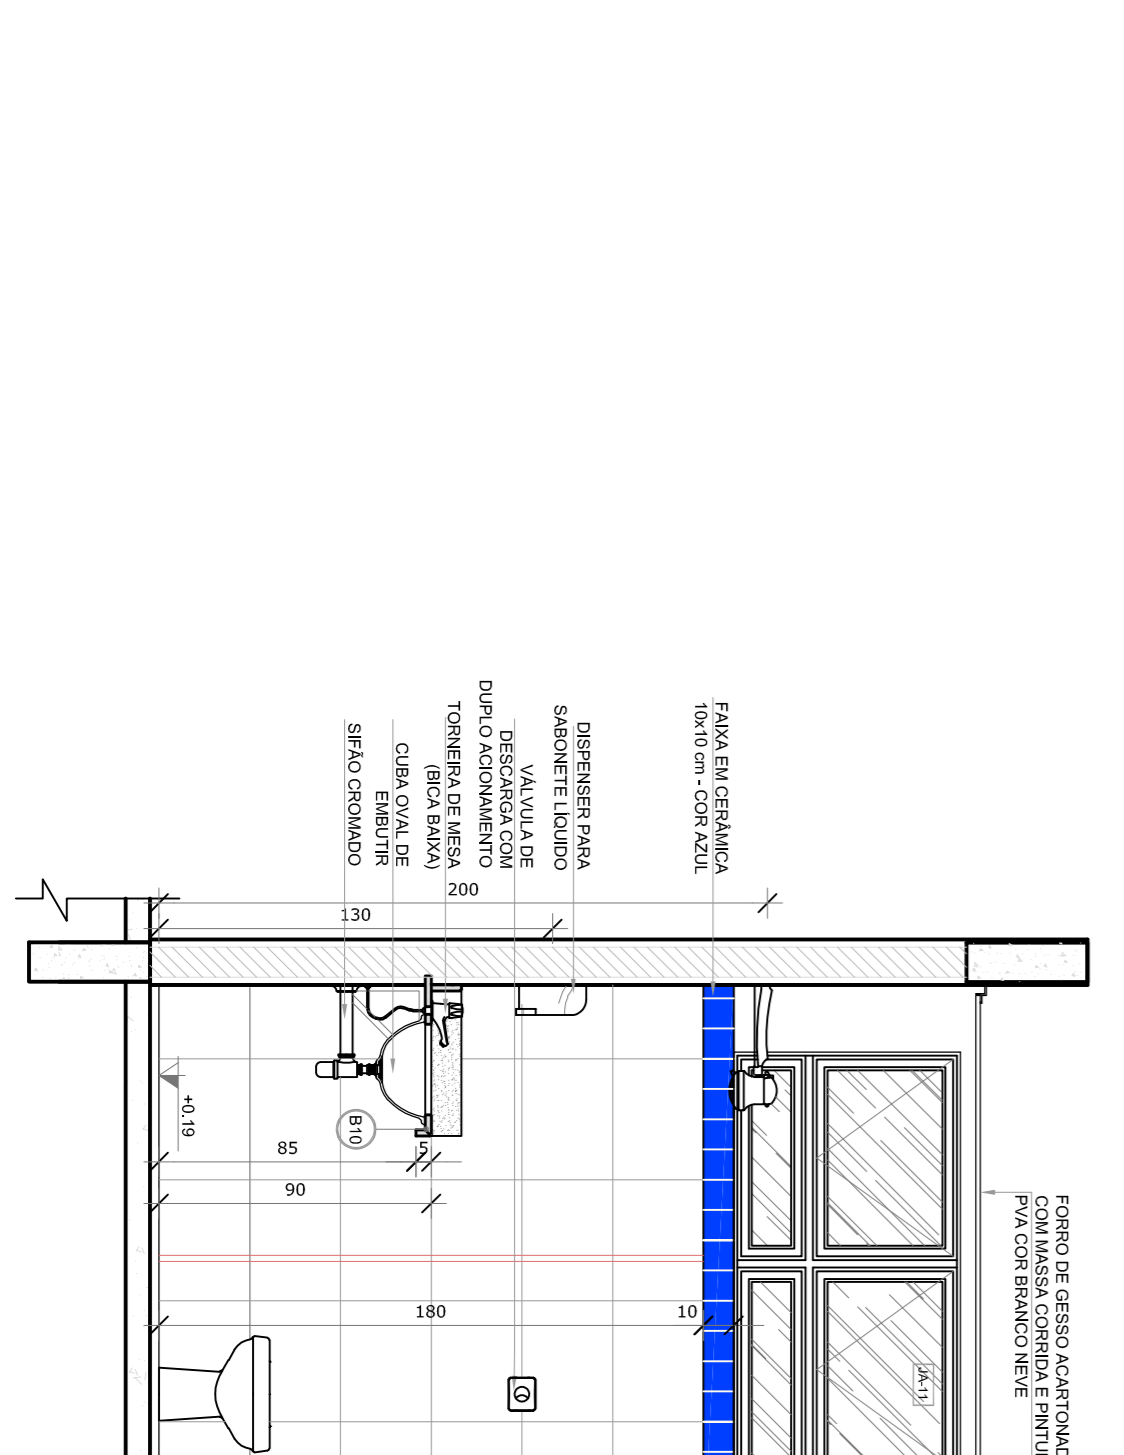 FAIXA EM CERÂMICA
10x10 cm - COR AZUL
DISPENSER PARA
SABONETE LÍQUIDO
VÁLVULA DE
DESCARGA COM
DUPLO ACIONAMENTO
TORNEIRA DE MESA
(BICA BAIXA)
CUBA OVAL DE
EMBUTIR
SIFÃO CROMADO
200
130
+0.19
B10
85
5
90
180
10
JA-11
FORRO DE GESSO ACARTONAD
COM MASSA CORRIDA E PINTU
PVA COR BRANCO NEVE